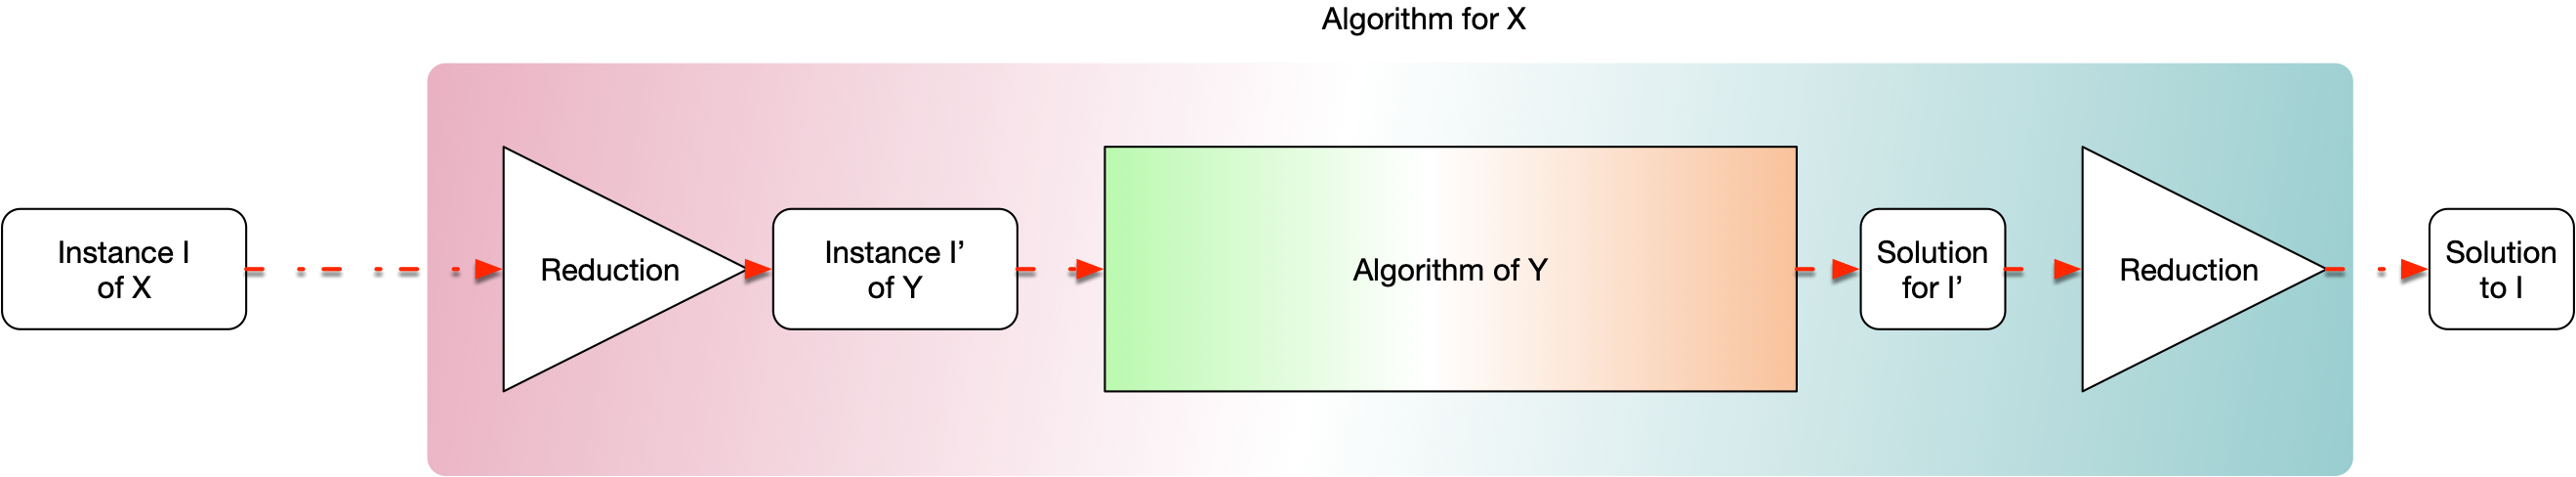 Algorithm for X
Instance I
of X
Reduction
Instance I’
of Y
Algorithm of Y
Solution
for I’
Reduction
Solution
to I